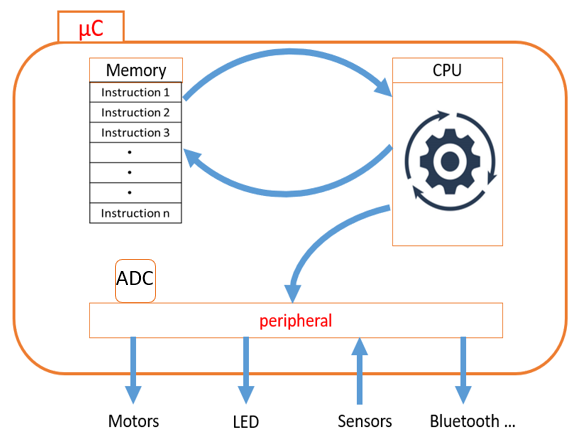 μC
Memory
CPU
Instruction 1
Instruction 2
Instruction 3
•
•
•
Instruction n
ADC
peripheral
Motors
LED
Sensors
Bluetooth ...